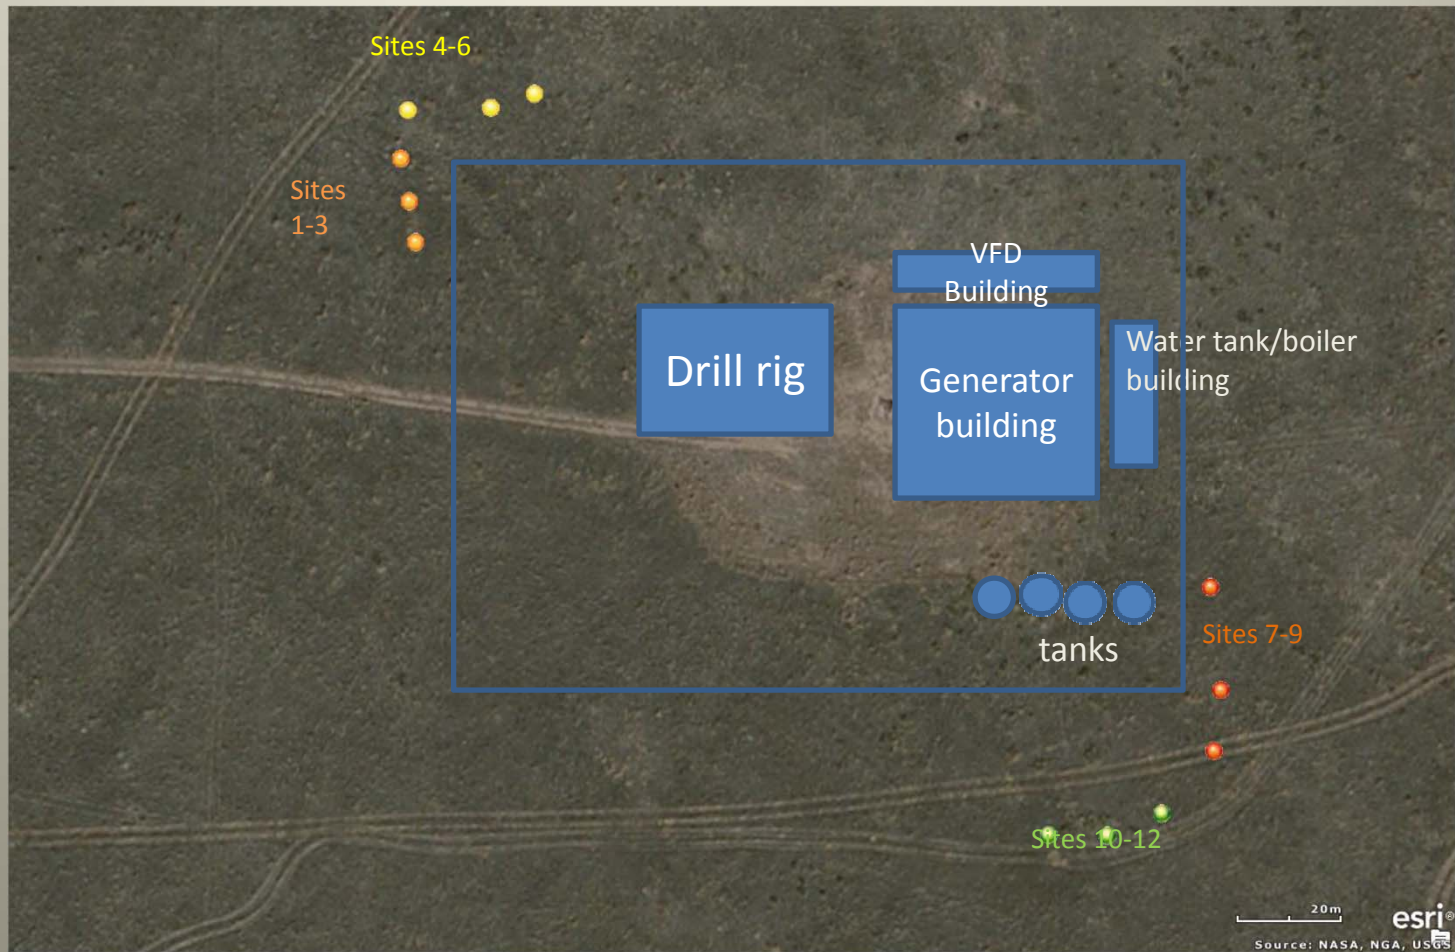 Sites 4-6
Sites
1-3
VFD
Building
Drill rig
Generator
building
Water tank/boiler
building
Sites 7-9
tanks
Sites 10-12
20m
esri
Source: NASA, NGA, USGS